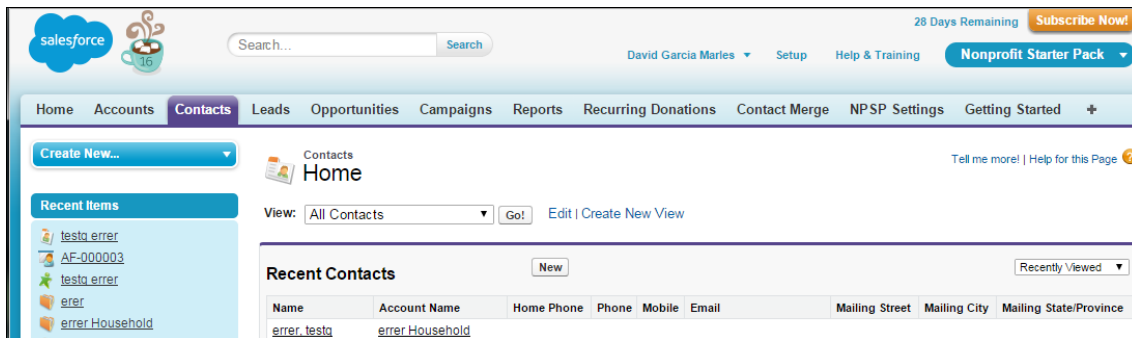 28 Days Remaining Subscribe Now!
salesforce
16
Search... Search
David Garcia Marles Setup Help & Training Nonprofit Starter Pack
Home Accounts Contacts Leads Opportunities Campaigns Reports Recurring Donations Contact Merge NPSP Settings Getting Started +
Create New...
Contacts
Home
Tell me more! | Help for this Page ?
Recent Items
View: All Contacts Go! Edit | Create New View
testq errer
AF-000003
testq errer
erer
errer Household
Recent Contacts New Recently Viewed
Name Account Name Home Phone Phone Mobile Email Mailing Street Mailing City Mailing State/Province
errer, testq errer Household